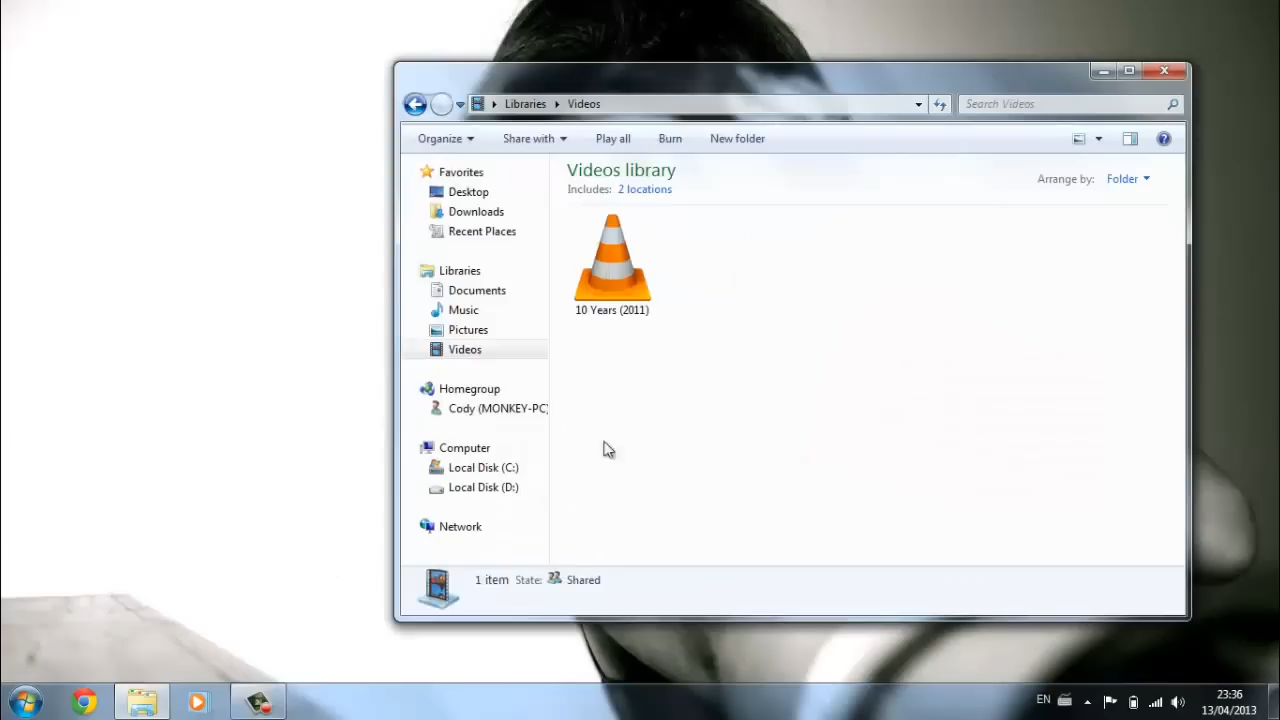 Libraries Videos
Search Videos
Organize Share with Play all Burn New folder
Videos library
Includes: 2 locations
Arrange by: Folder
Favorites
Desktop
Downloads
Recent Places
Libraries
Documents
Music
Pictures
Videos
Homegroup
Cody (MONKEY-PC)
Computer
Local Disk (C:)
Local Disk (D:)
Network
10 Years (2011)
1 item State: Shared
EN
23:36
13/04/2013